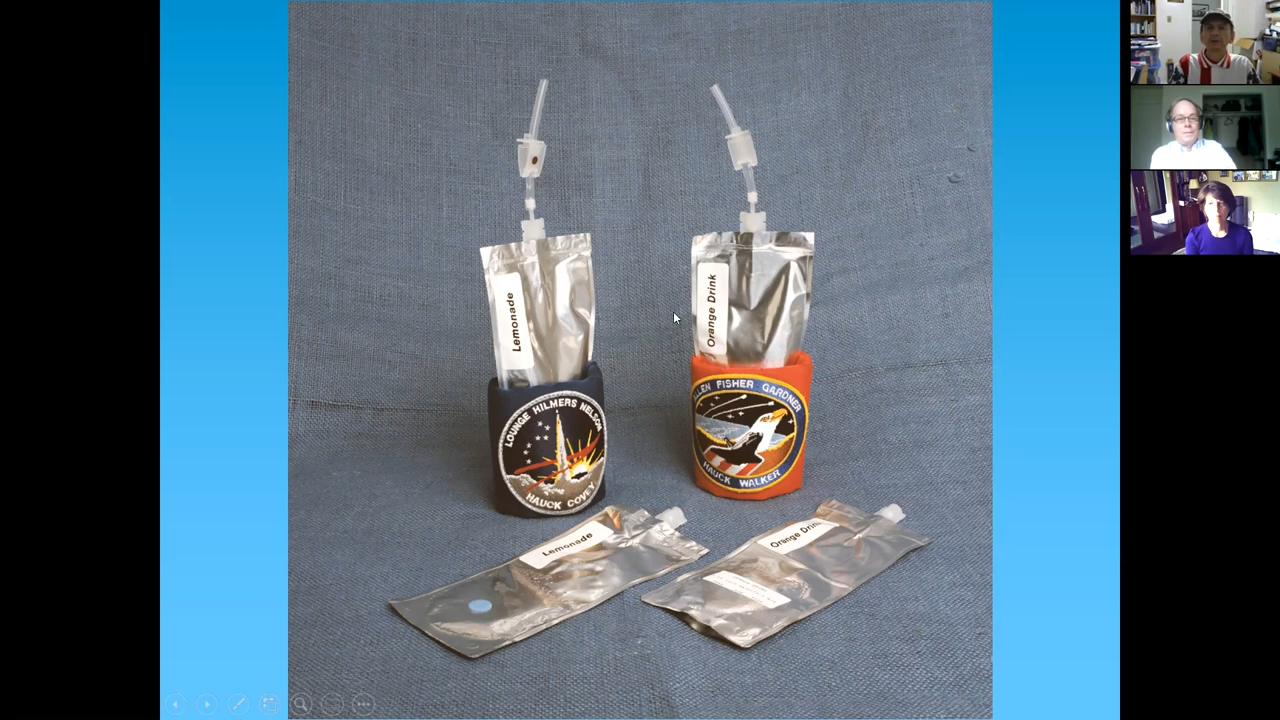 Lemonade
Orange Drink
LOUNGE HILMERS NELSON
HAUCK COVEY
ALLEN FISHER GARDNER
HAUCK WALKER
Lemonade
Orange Drink